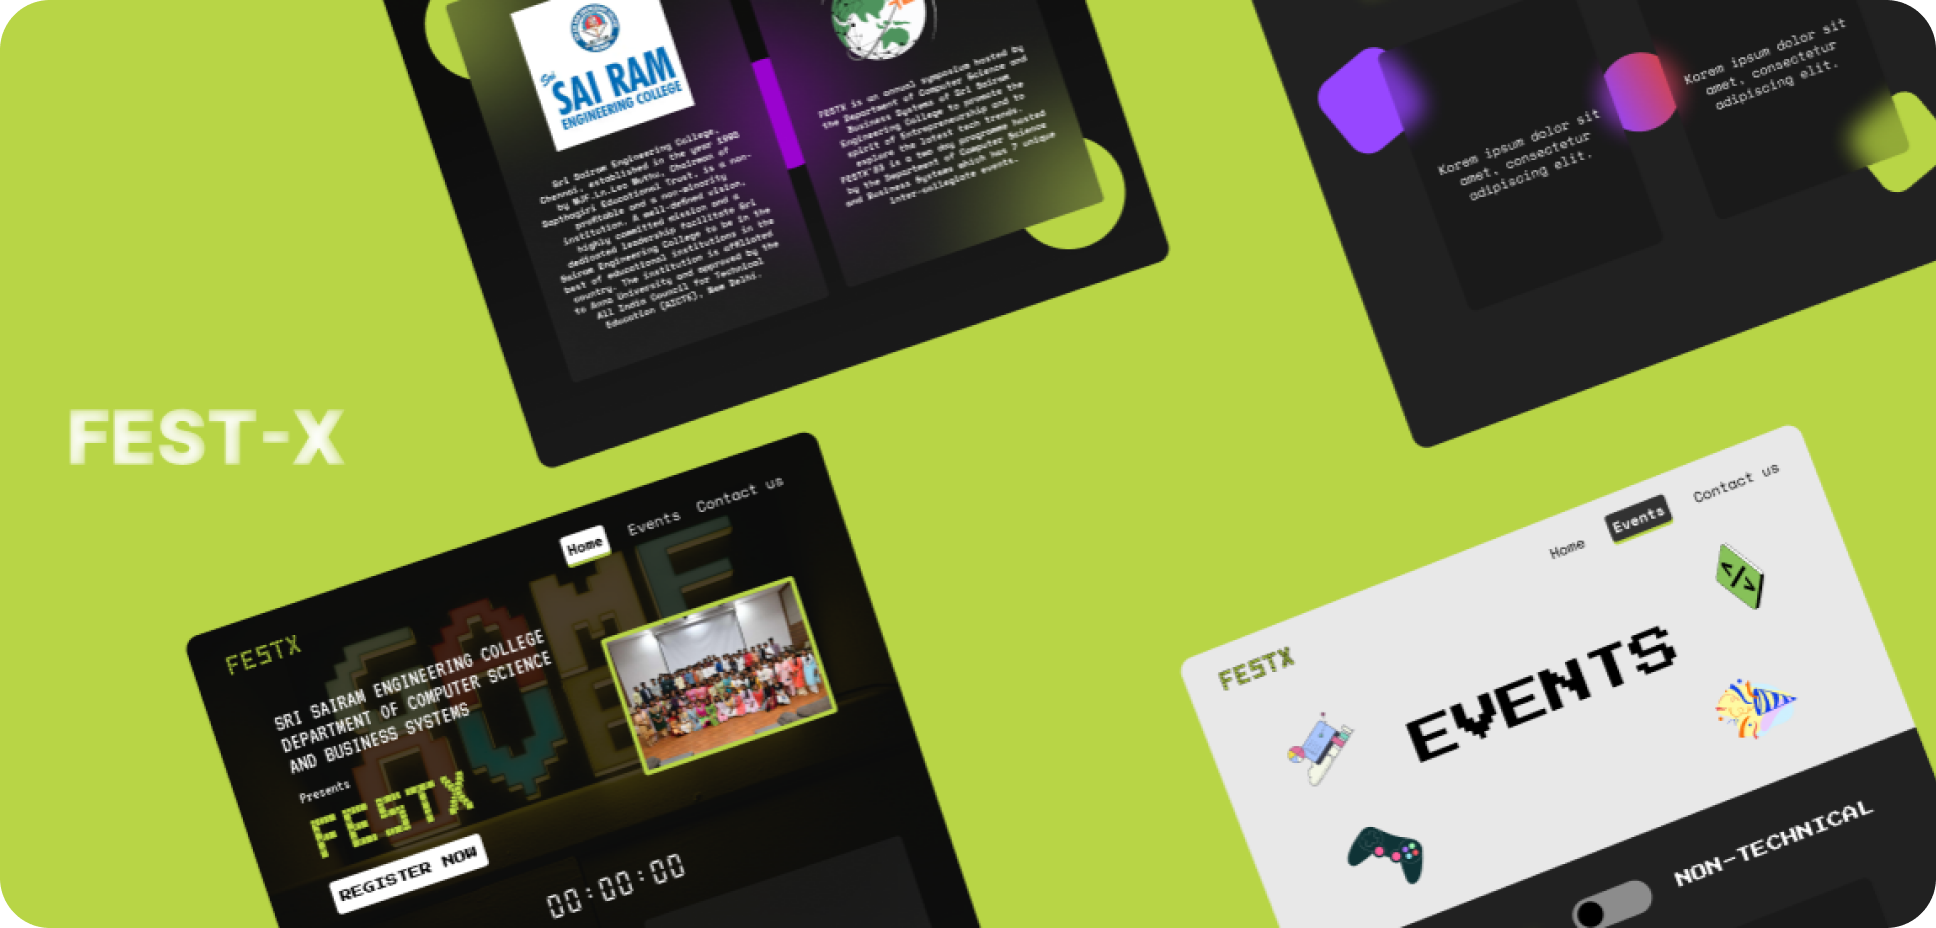 FEST-X
Sri
SAI RAM
ENGINEERING COLLEGE
Sri Sairam Engineering College,
Chennai, established in the year 1995
by MJF.Ln.Leo Muthu, Chairman of
Sapthagiri Educational Trust, is a non-
profitable and a non-minority
institution. A well-defined vision,
highly committed mission and a
dedicated leadership facilitate Sri
Sairam Engineering College to be in the
best of educational institutions in the
country. The institution is affiliated
to Anna University and approved by the
All India Council for Technical
Education (AICTE), New Delhi.
FESTX is an annual symposium hosted by
the Department of Computer Science and
Business Systems of Sri Sairam
Engineering College to promote the
spirit of Entrepreneurship and to
explore the latest tech trends.
FESTX'23 is a two day programme hosted
by the Department of Computer Science
and Business Systems which has 7 unique
inter-collegiate events.
Korem ipsum dolor sit
amet, consectetur
adipiscing elit.
Korem ipsum dolor sit
amet, consectetur
adipiscing elit.
FESTX
Home
Events
Contact us
SRI SAIRAM ENGINEERING COLLEGE
DEPARTMENT OF COMPUTER SCIENCE
AND BUSINESS SYSTEMS
Presents
FESTX
REGISTER NOW
00:00:00
FESTX
Home
Events
Contact us
</>
EVENTS
NON-TECHNICAL